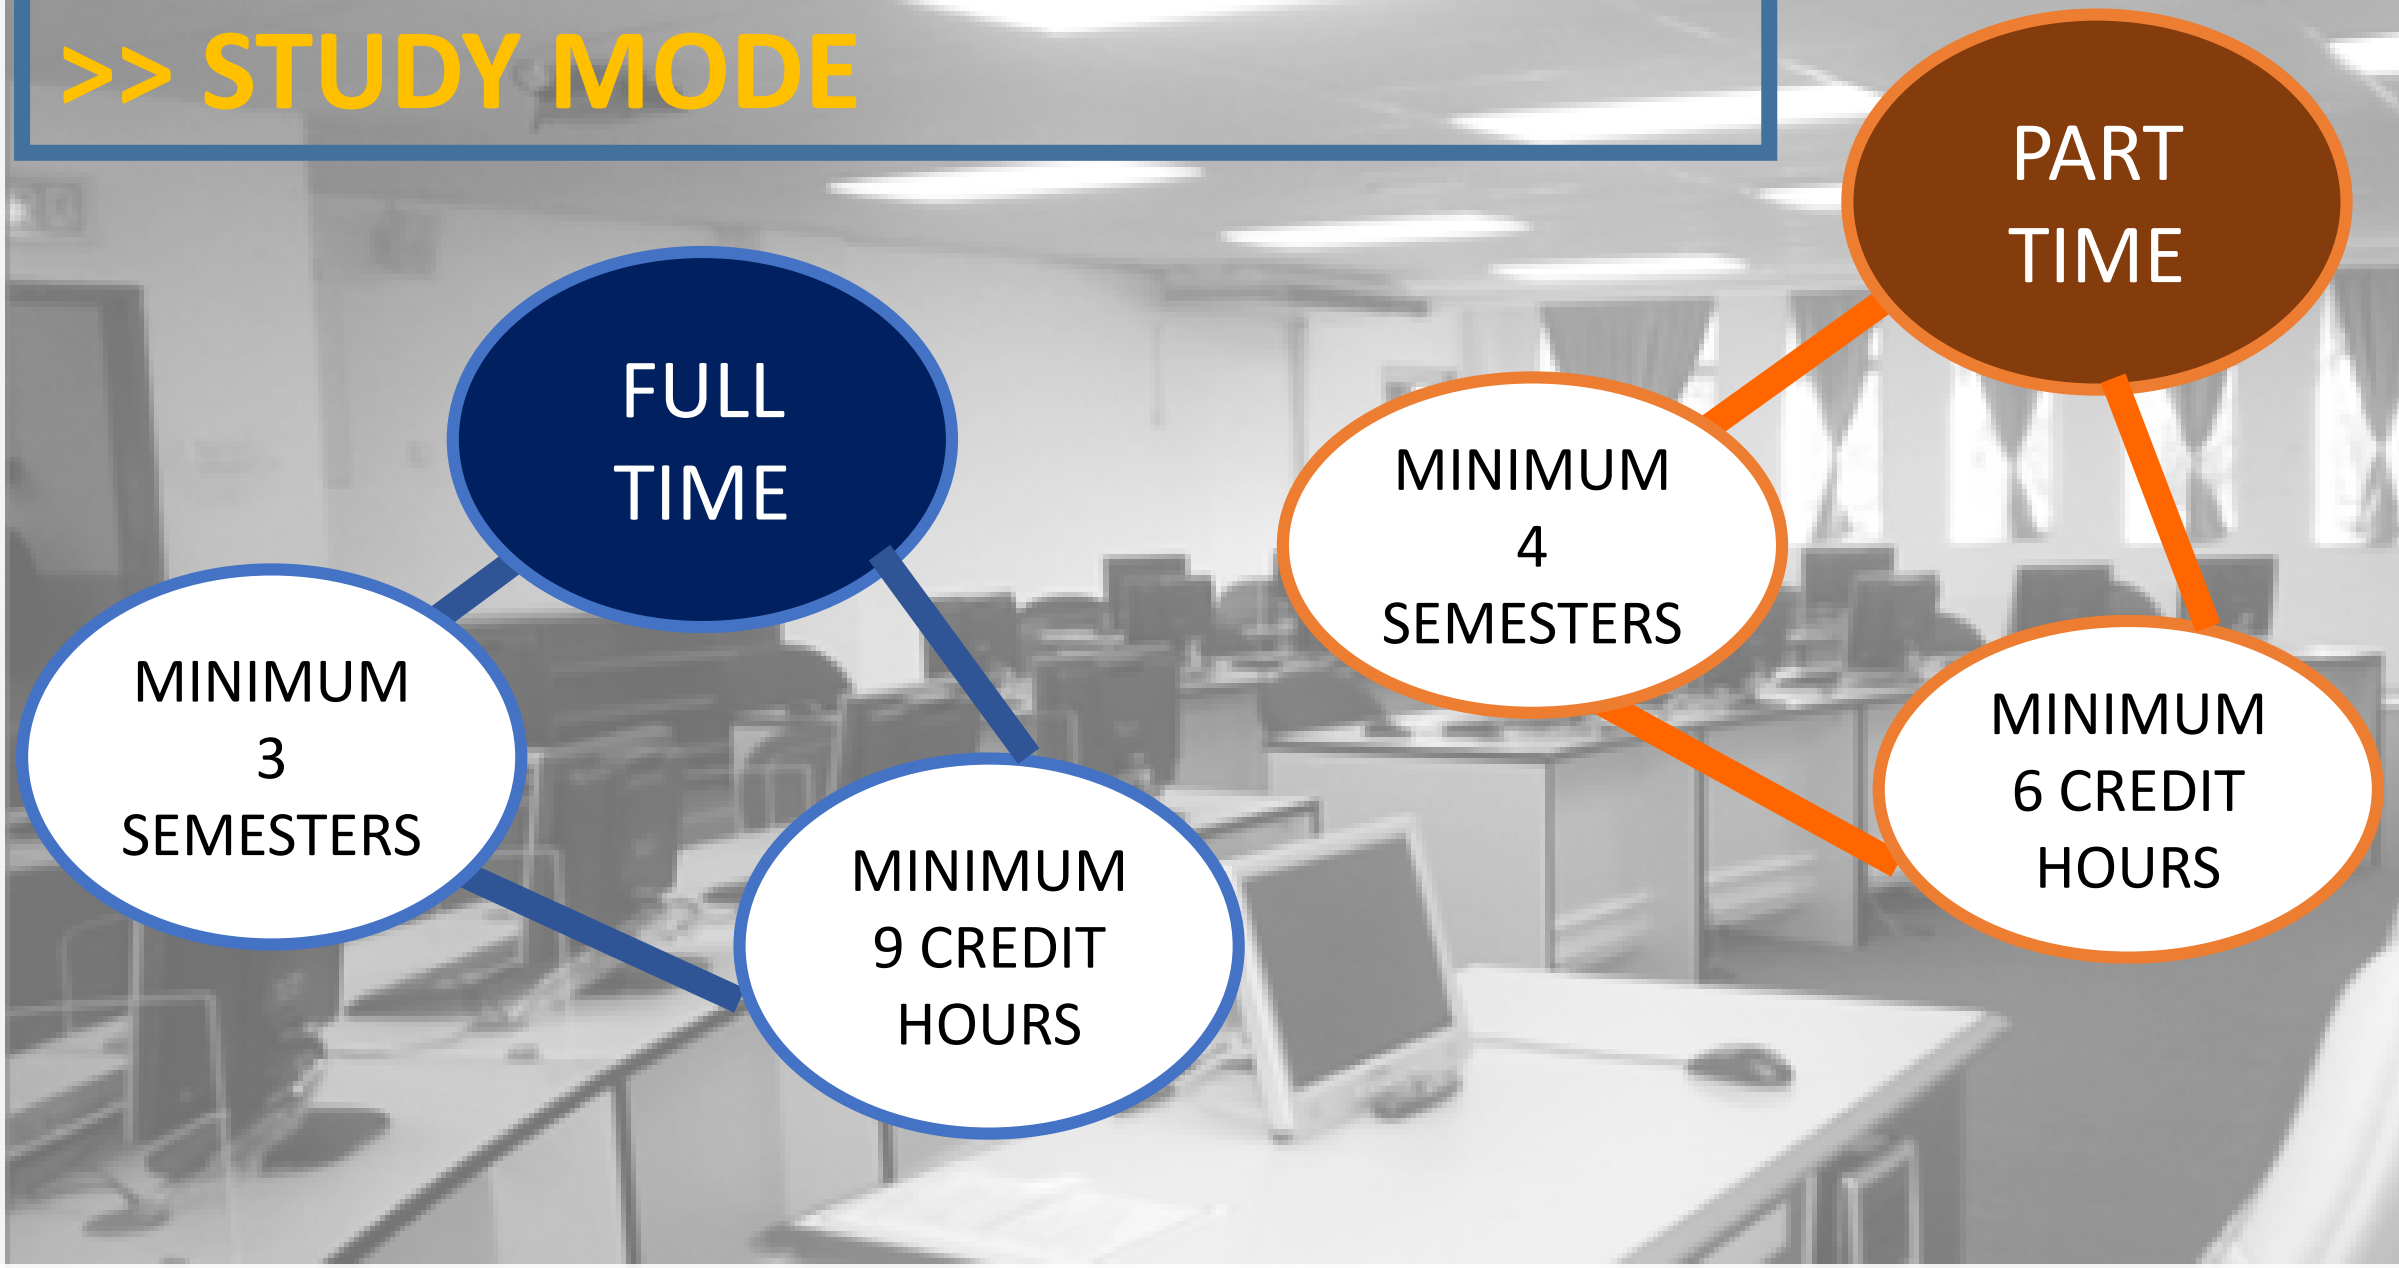 >> STUDY MODE
FULL
TIME
MINIMUM
3
SEMESTERS
MINIMUM
9 CREDIT
HOURS
PART
TIME
MINIMUM
4
SEMESTERS
MINIMUM
6 CREDIT
HOURS